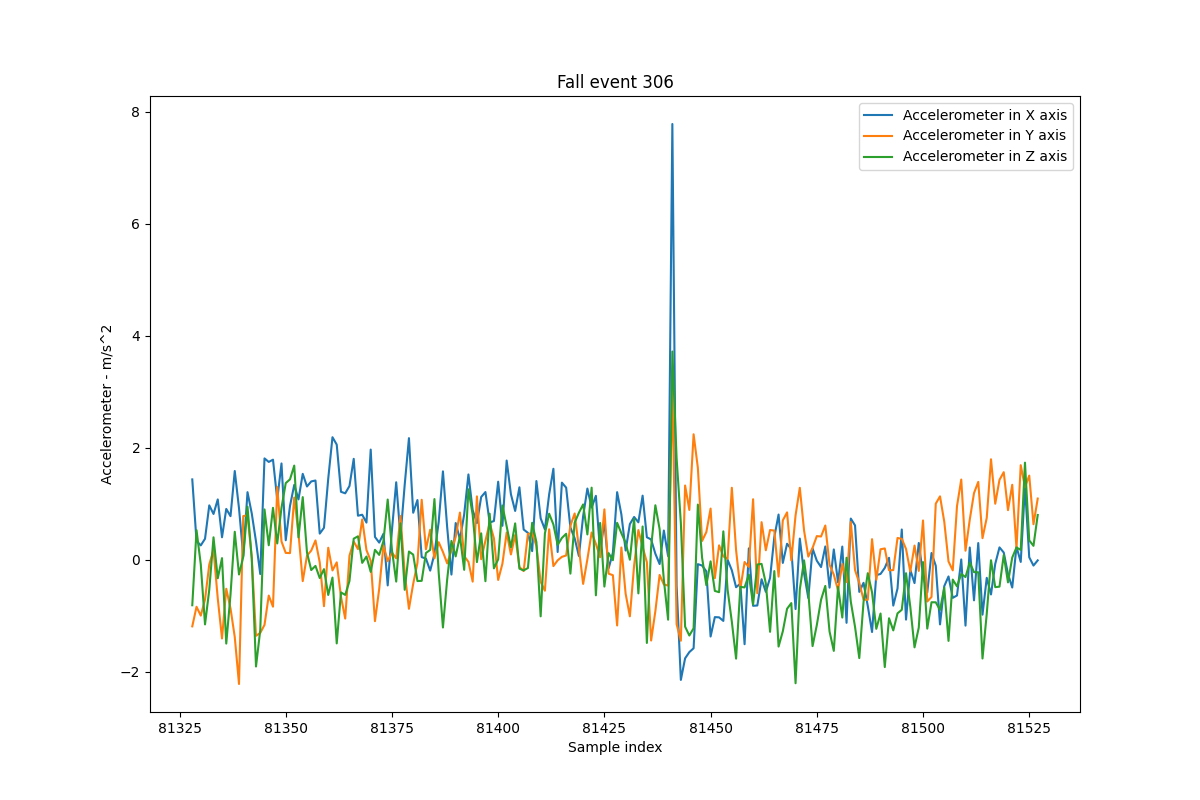 Fall event 306
Accelerometer in X axis
Accelerometer in Y axis
Accelerometer in Z axis
8
6
4
2
0
−2
Accelerometer - m/s^2
81325 81350 81375 81400 81425 81450 81475 81500 81525
Sample index